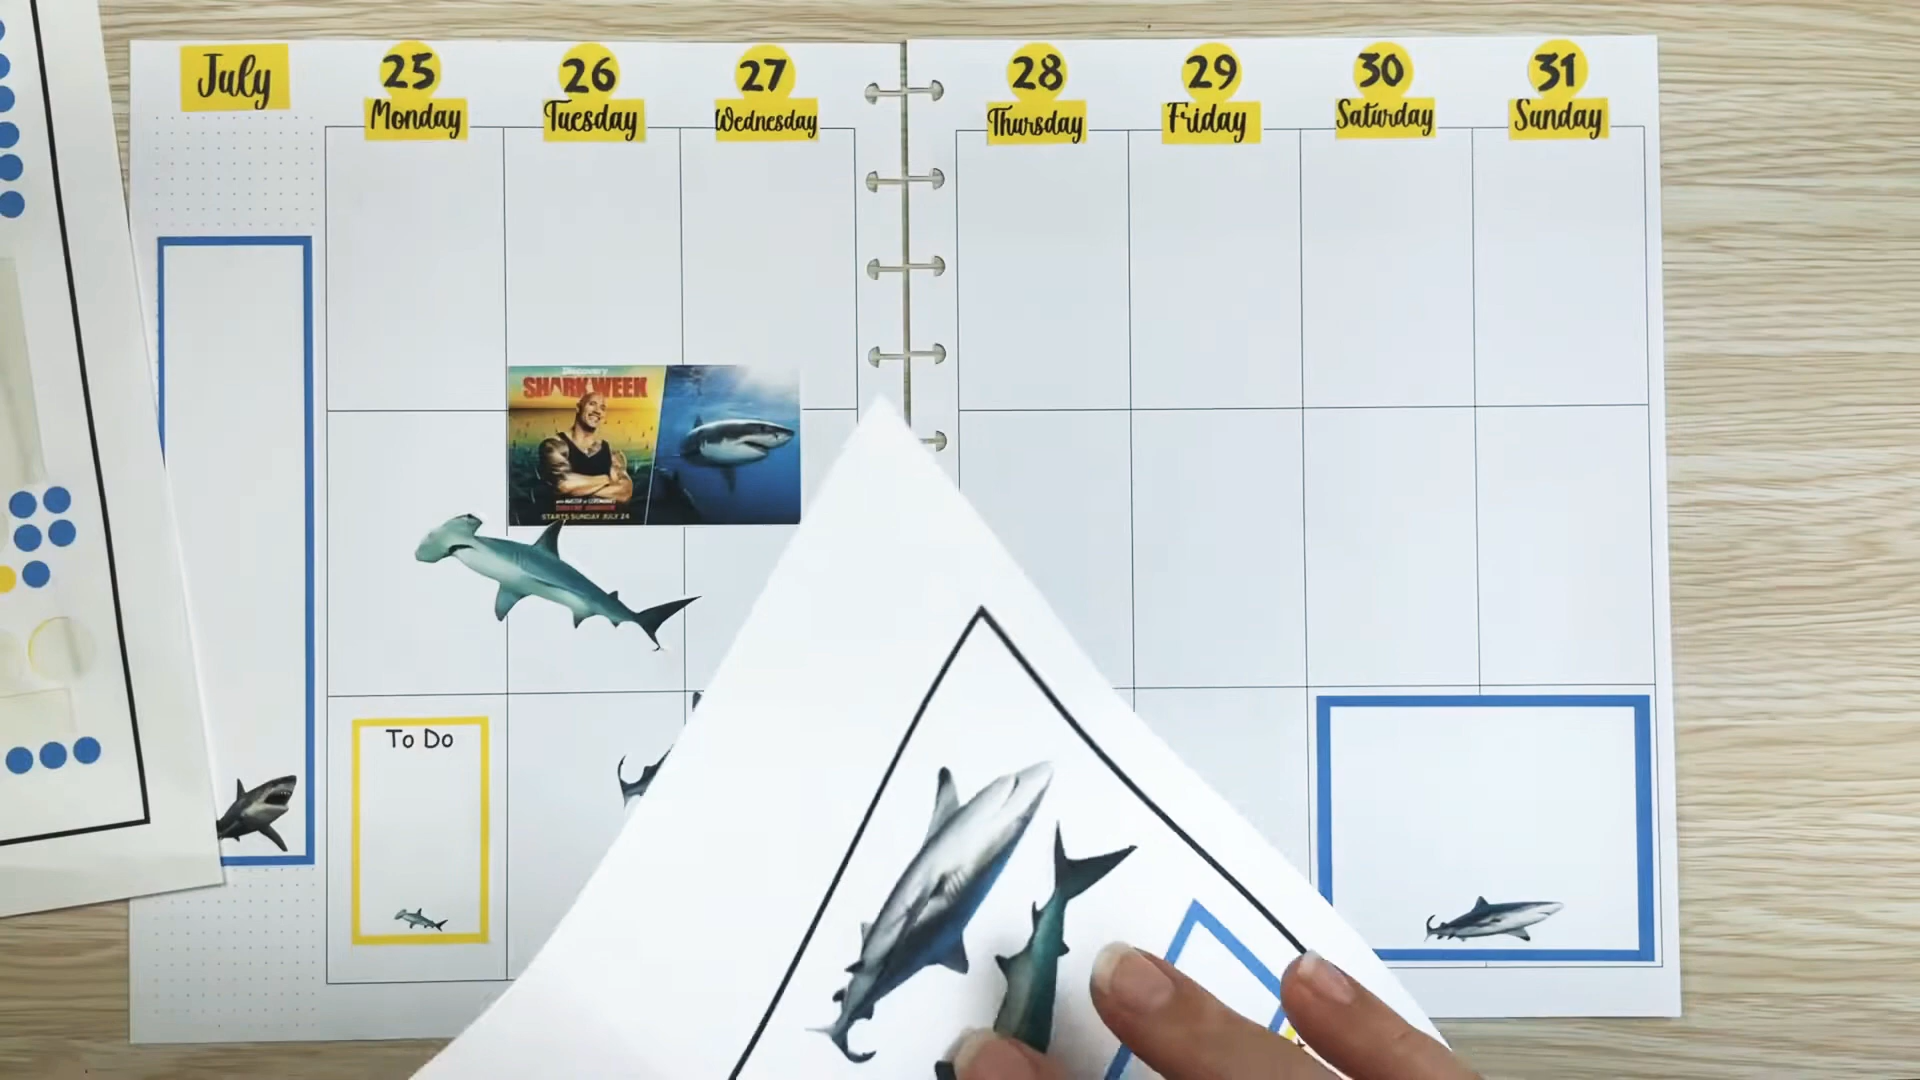 July
25
Monday
26
Tuesday
27
Wednesday
28
Thursday
29
Friday
30
Saturday
31
Sunday
Discovery
SHARK WEEK
STARTS SUNDAY JULY 24
To Do